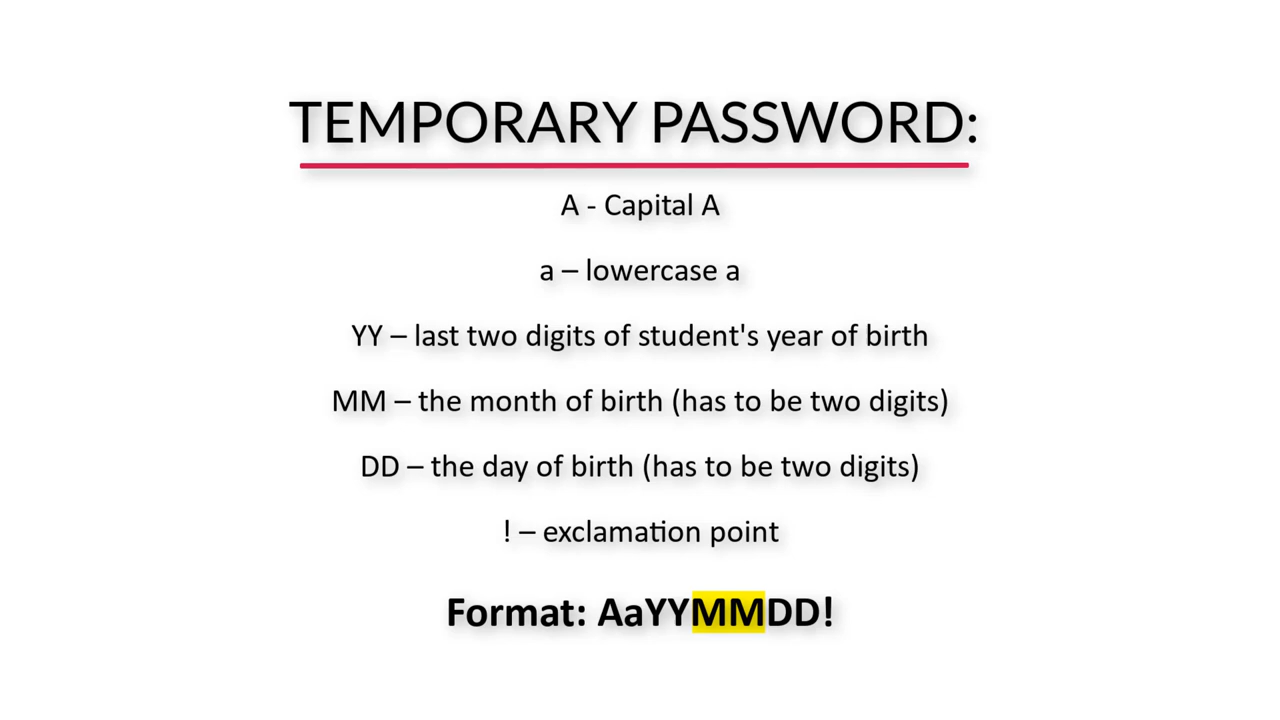 TEMPORARY PASSWORD:
A - Capital A
a – lowercase a
YY – last two digits of student's year of birth
MM – the month of birth (has to be two digits)
DD – the day of birth (has to be two digits)
! – exclamation point
Format: AaYYMMDD!